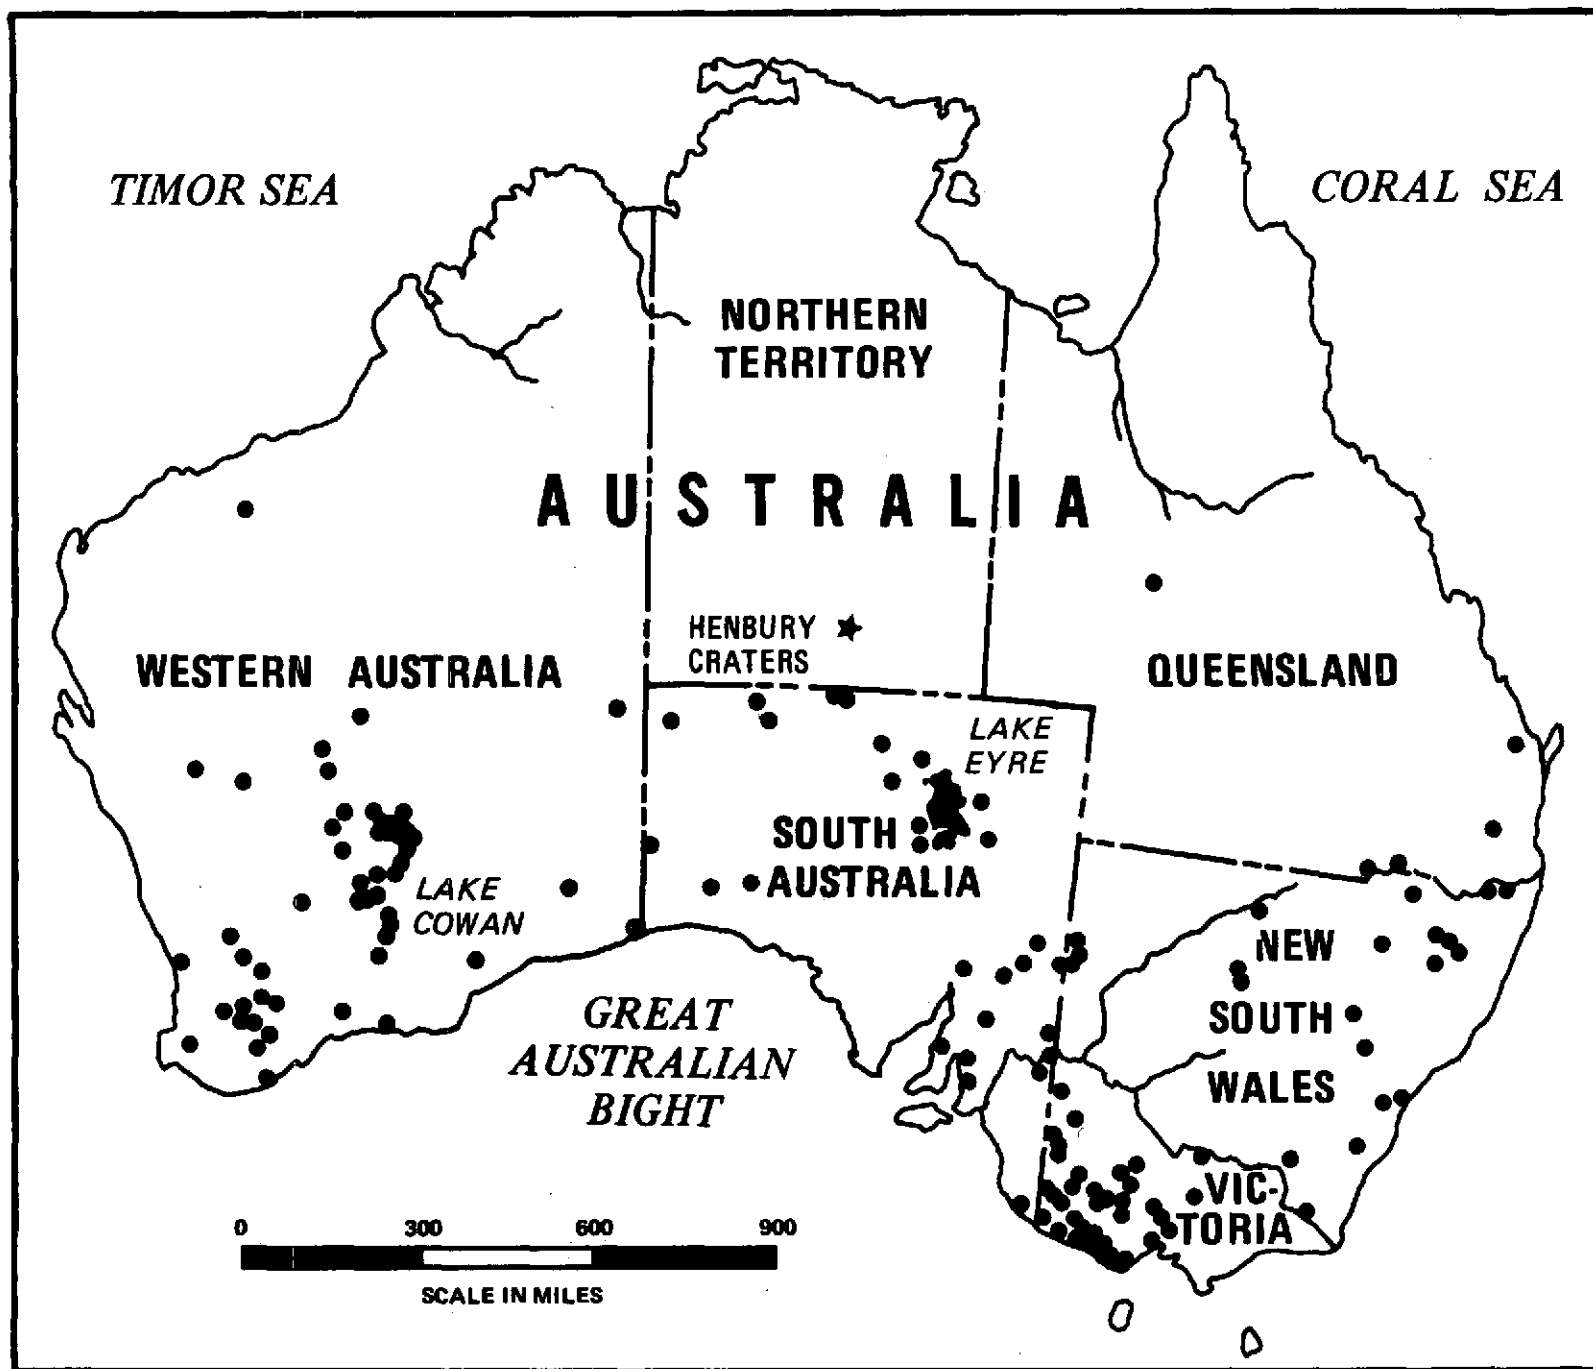 TIMOR SEA
CORAL SEA
NORTHERN
TERRITORY
AUSTRALIA
HENBURY
CRATERS
WESTERN AUSTRALIA
QUEENSLAND
LAKE
EYRE
SOUTH
AUSTRALIA
LAKE
COWAN
NEW
SOUTH
WALES
GREAT
AUSTRALIAN
BIGHT
VIC-
TORIA
0 300 600 900
SCALE IN MILES